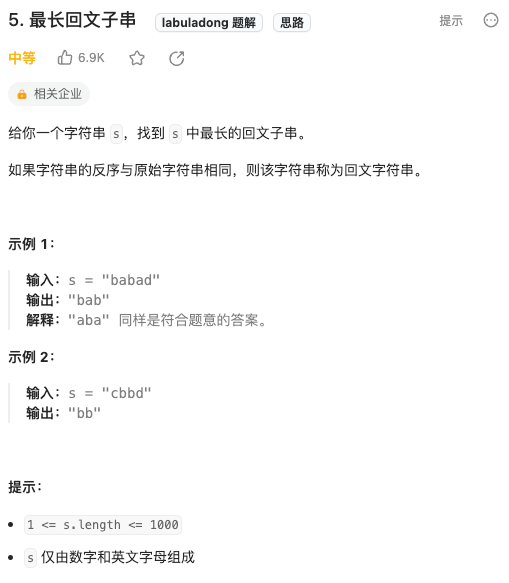 5. 最长回文子串 labuladong 题解 思路 提示
中等 6.9K
相关企业
给你一个字符串 s，找到 s 中最长的回文子串。
如果字符串的反序与原始字符串相同，则该字符串称为回文字符串。
示例 1：
输入：s = "babad"
输出："bab"
解释："aba" 同样是符合题意的答案。
示例 2：
输入：s = "cbbd"
输出："bb"
提示：
• 1 <= s.length <= 1000
• s 仅由数字和英文字母组成